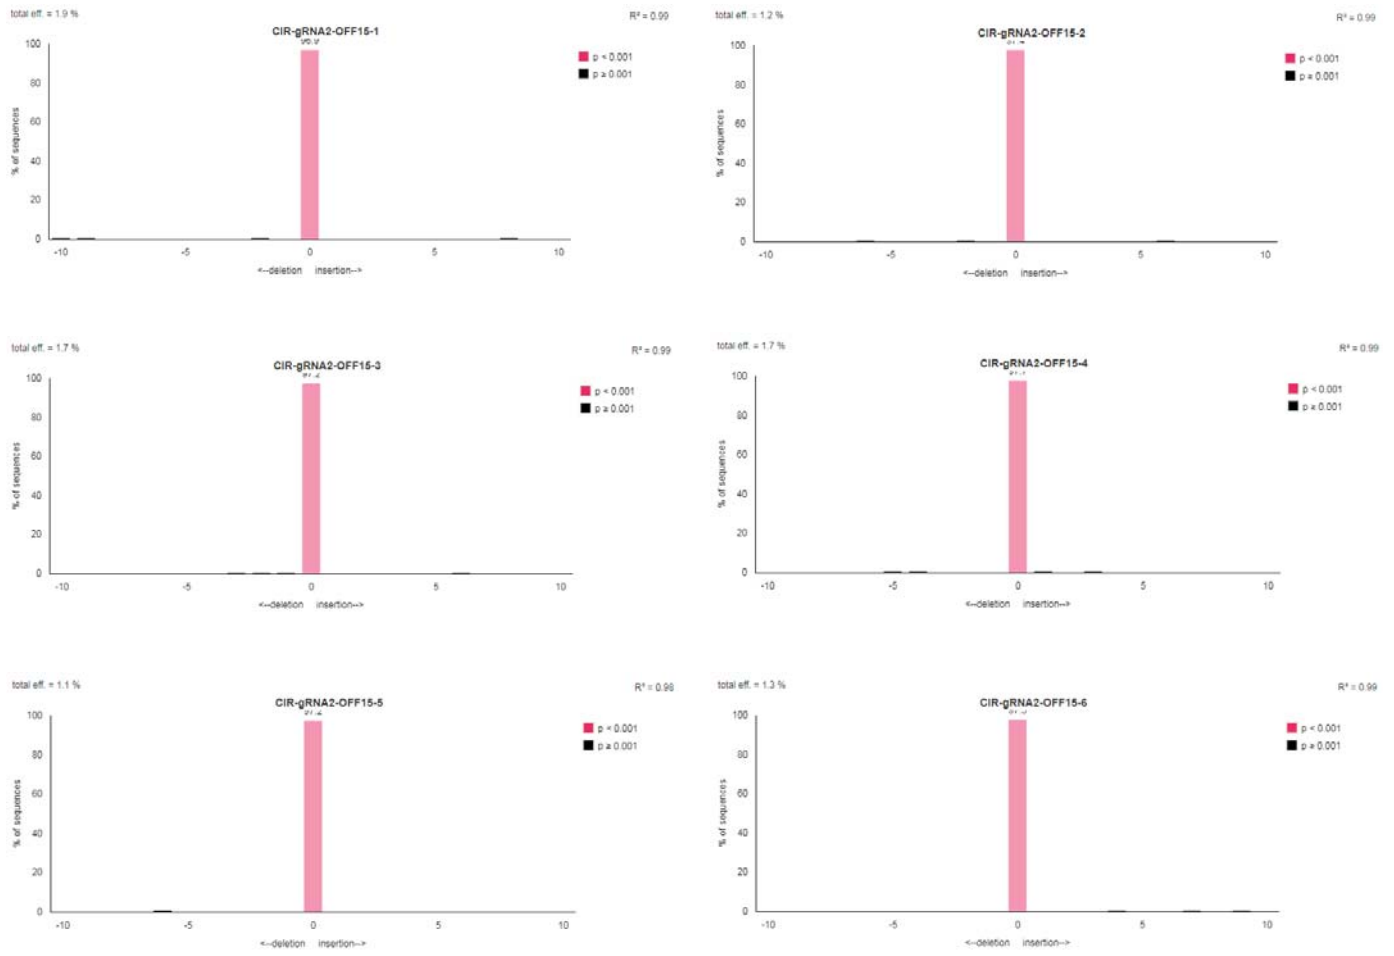 total eff. = 1.9 %
R² = 0.99
CIR-gRNA2-OFF15-1
96.9
p < 0.001
p ≥ 0.001
% of sequences
100
80
60
40
20
0
-10 -5 0 5 10
<--deletion insertion-->
total eff. = 1.2 %
R² = 0.99
CIR-gRNA2-OFF15-2
p < 0.001
p ≥ 0.001
% of sequences
100
80
60
40
20
0
-10 -5 0 5 10
<--deletion insertion-->
total eff. = 1.7 %
R² = 0.99
CIR-gRNA2-OFF15-3
97.2
p < 0.001
p ≥ 0.001
% of sequences
100
80
60
40
20
0
-10 -5 0 5 10
<--deletion insertion-->
total eff. = 1.7 %
R² = 0.99
CIR-gRNA2-OFF15-4
p < 0.001
p ≥ 0.001
% of sequences
100
80
60
40
20
0
-10 -5 0 5 10
<--deletion insertion-->
total eff. = 1.1 %
R² = 0.98
CIR-gRNA2-OFF15-5
97.2
p < 0.001
p ≥ 0.001
% of sequences
100
80
60
40
20
0
-10 -5 0 5 10
<--deletion insertion-->
total eff. = 1.3 %
R² = 0.99
CIR-gRNA2-OFF15-6
p < 0.001
p ≥ 0.001
% of sequences
100
80
60
40
20
0
-10 -5 0 5 10
<--deletion insertion-->